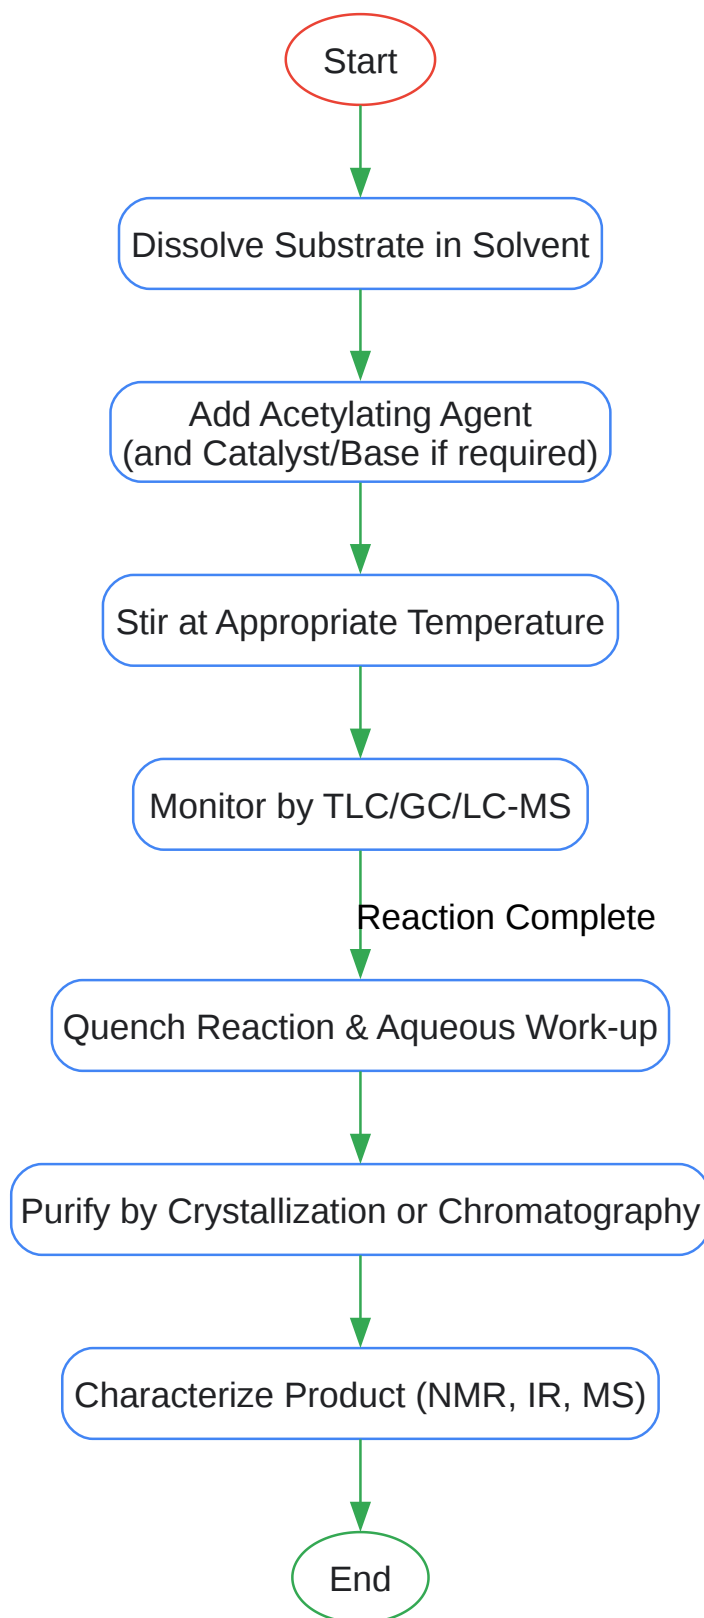 Start
Dissolve Substrate in Solvent
Add Acetylating Agent
(and Catalyst/Base if required)
Stir at Appropriate Temperature
Monitor by TLC/GC/LC-MS
Reaction Complete
Quench Reaction & Aqueous Work-up
Purify by Crystallization or Chromatography
Characterize Product (NMR, IR, MS)
End